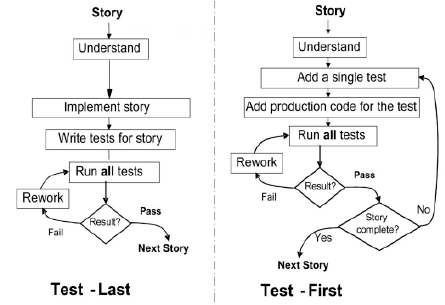 Story
Understand
Implement story
Write tests for story
Run all tests
Rework
Result?
Pass
Fail
Next Story
Test - Last
Story
Understand
Add a single test
Add production code for the test
Run all tests
Rework
Result?
Pass
Fail
Story
complete?
No
Yes
Next Story
Test - First